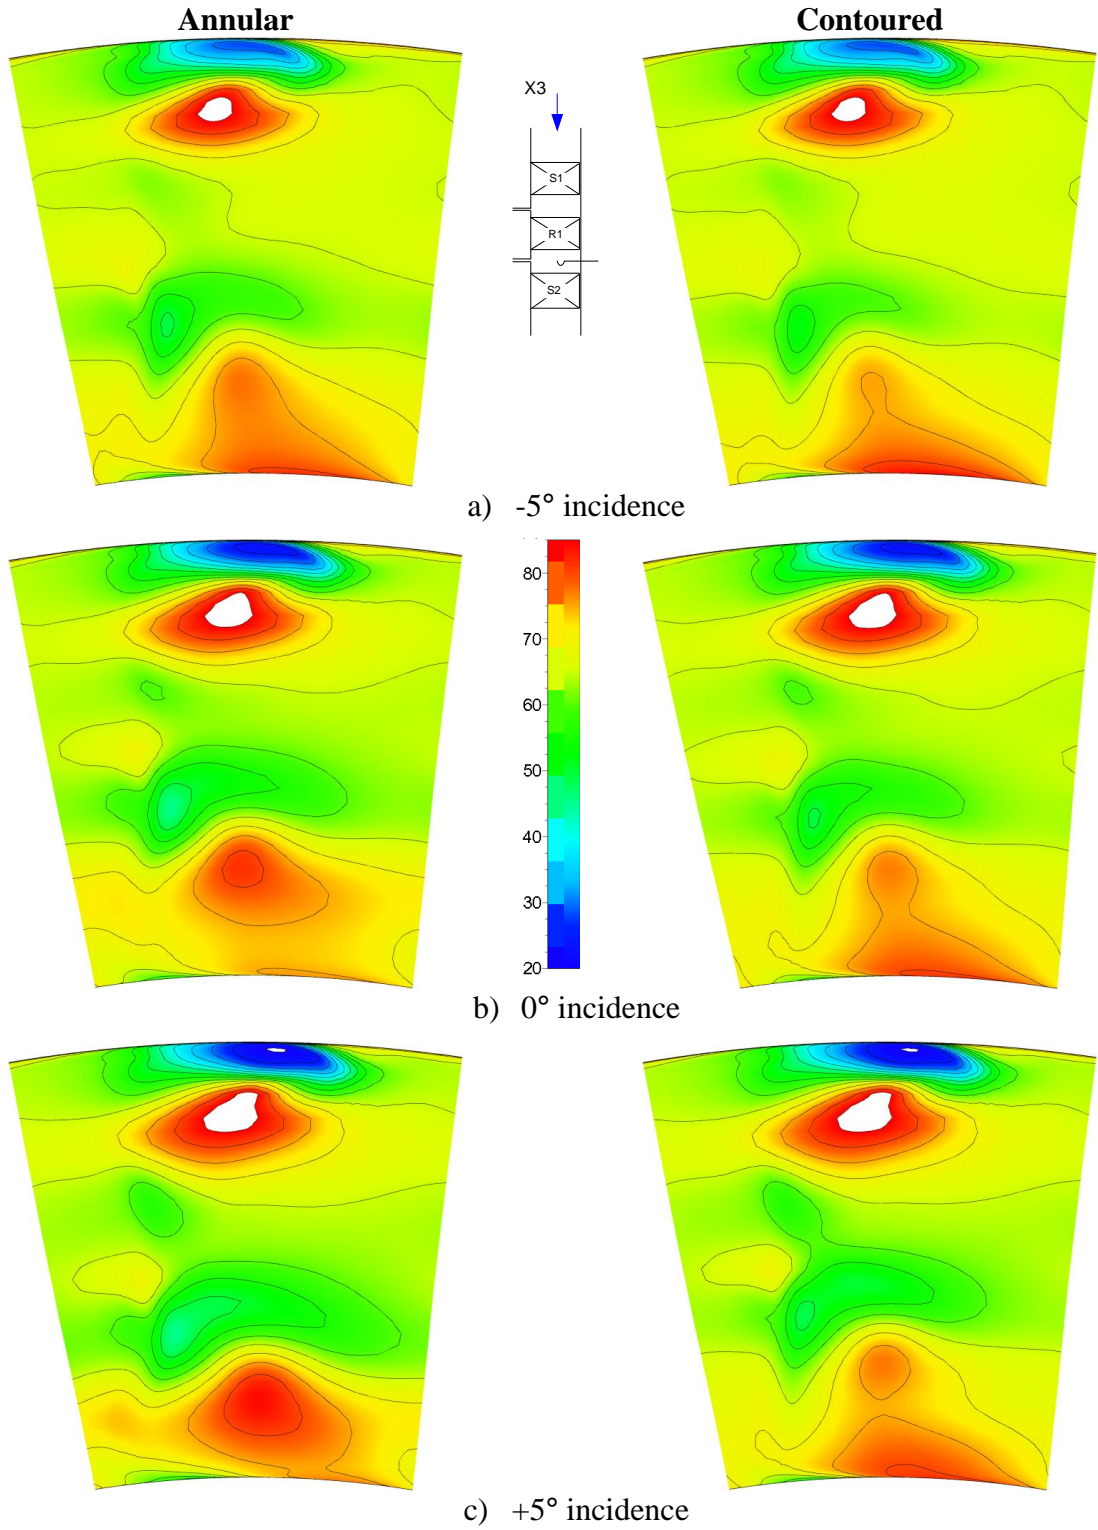 Annular
Contoured
X3
S1
R1
S2
a) -5° incidence
80
70
60
50
40
30
20
b) 0° incidence
c) +5° incidence